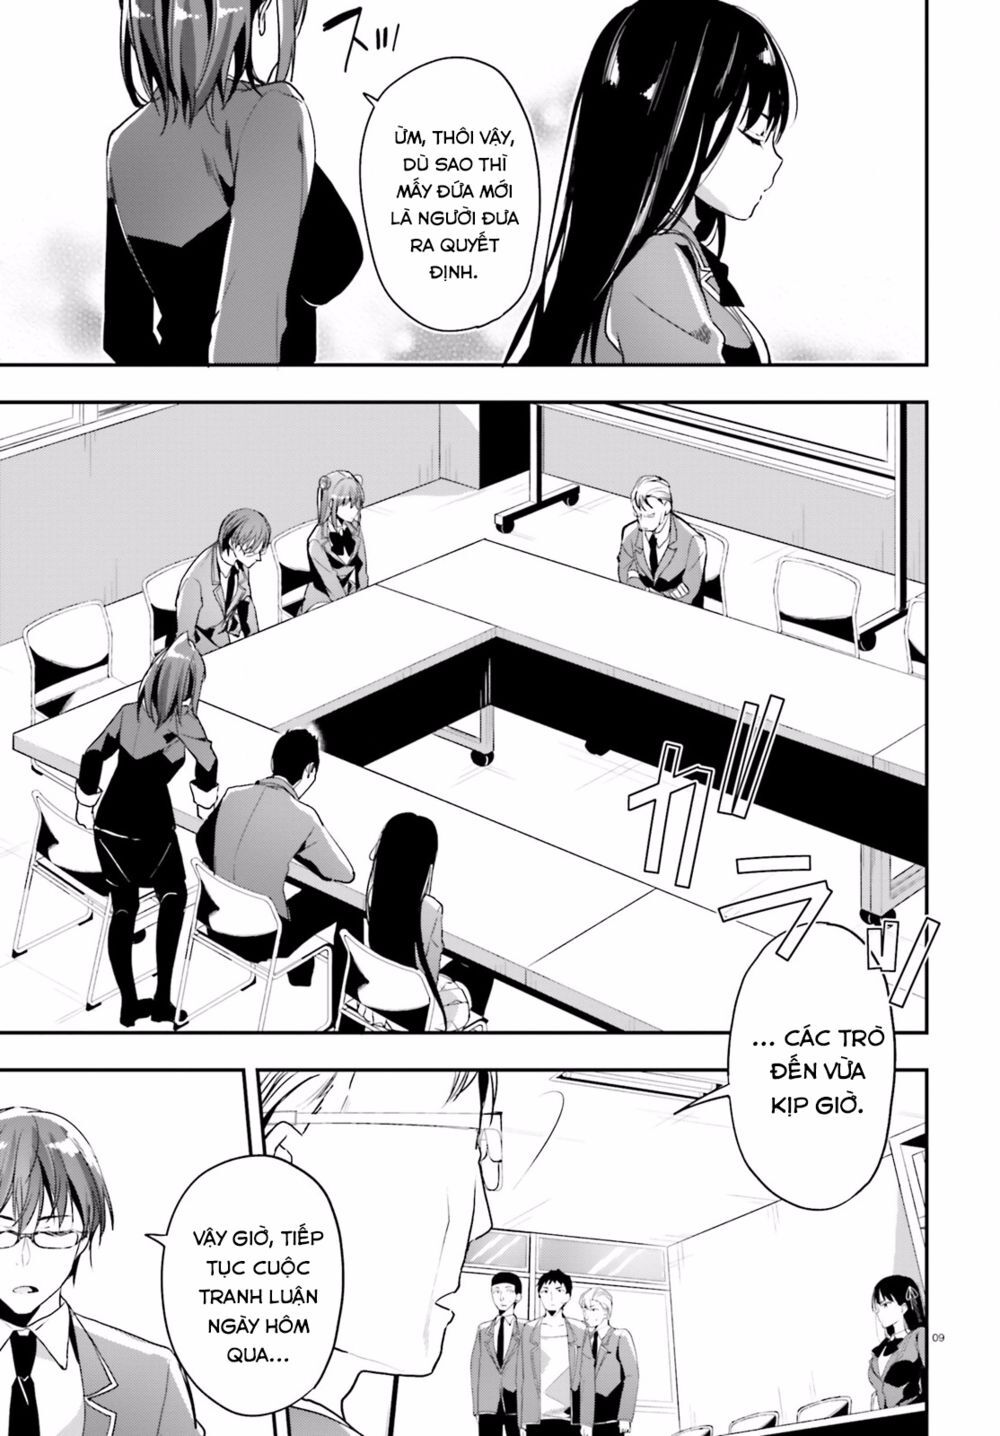 ズッ
ỪM, THÔI VẬY,
DÙ SAO THÌ
MẤY ĐỨA MỚI
LÀ NGƯỜI ĐƯA
RA QUYẾT
ĐỊNH.
ガラッ
... CÁC TRÒ
ĐẾN VỪA
KỊP GIỜ.
VẬY GIỜ, TIẾP
TỤC CUỘC
TRANH LUẬN
NGÀY HÔM
QUA...
09